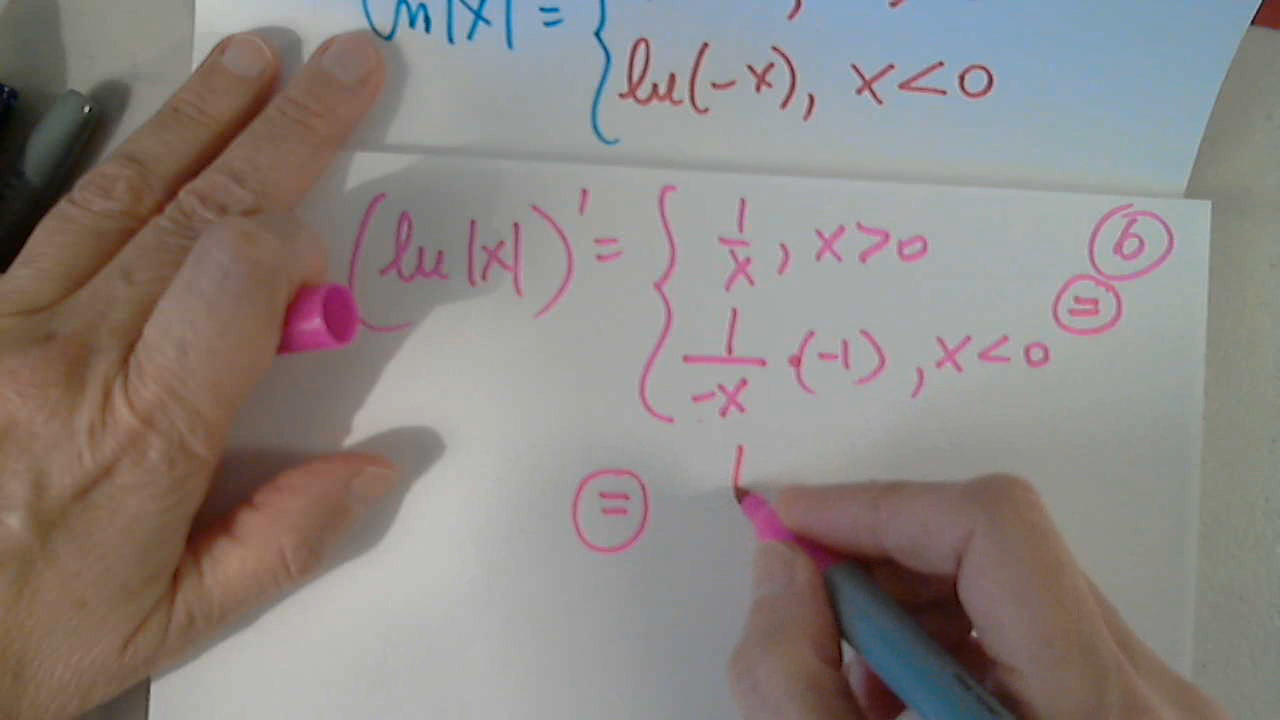 ln|x| = {
ln(-x), x<0
(ln|x|)' = { 1/x, x>0
6
=
1/-x ·(-1), x<0
= 1